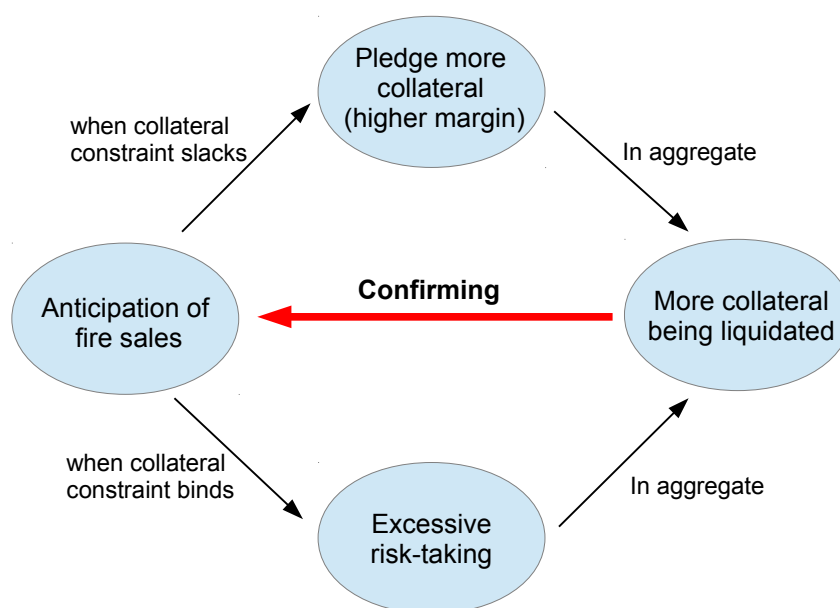 Pledge more
collateral
(higher margin)
when collateral
constraint slacks
In aggregate
Confirming
Anticipation of
fire sales
More collateral
being liquidated
when collateral
constraint binds
In aggregate
Excessive
risk-taking